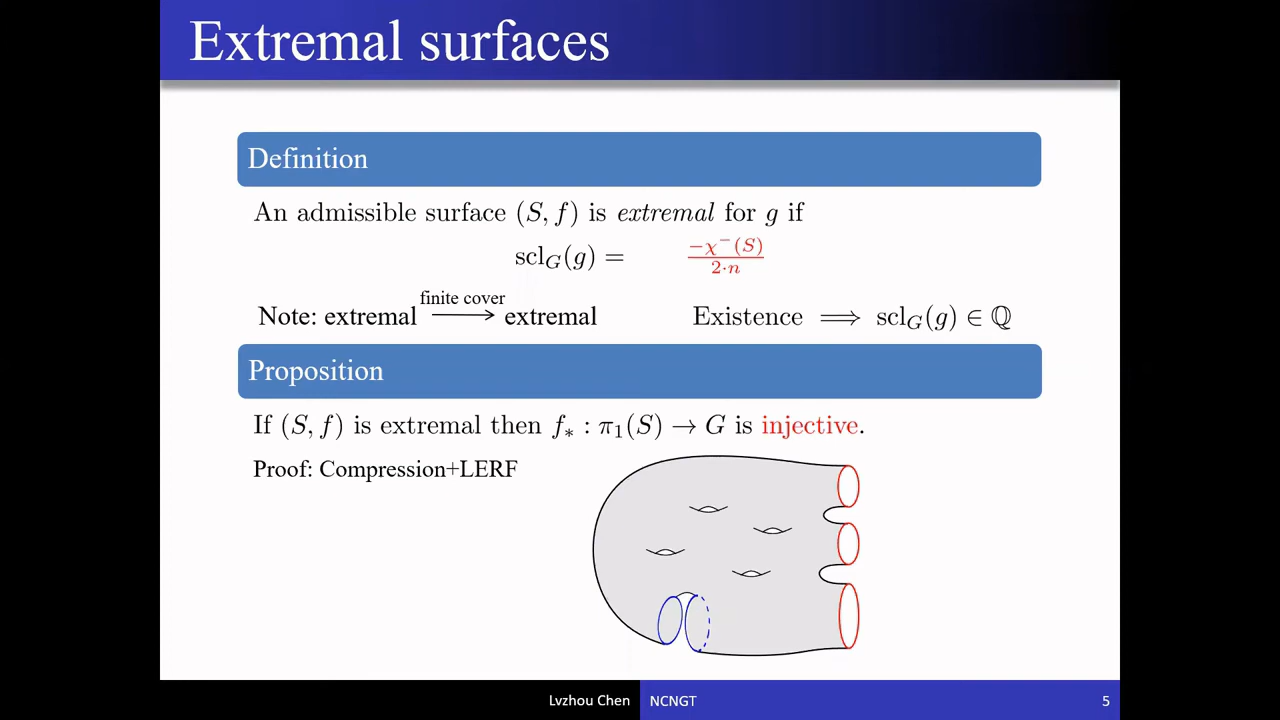 Extremal surfaces
Definition
An admissible surface (S, f) is extremal for g if
scl_G(g) = −χ⁻(S) / 2·n
finite cover
Note: extremal ⟶ extremal
Existence ⟹ scl_G(g) ∈ ℚ
Proposition
If (S, f) is extremal then f_* : π₁(S) → G is injective.
Proof: Compression+LERF
Lvzhou Chen
NCNGT
5